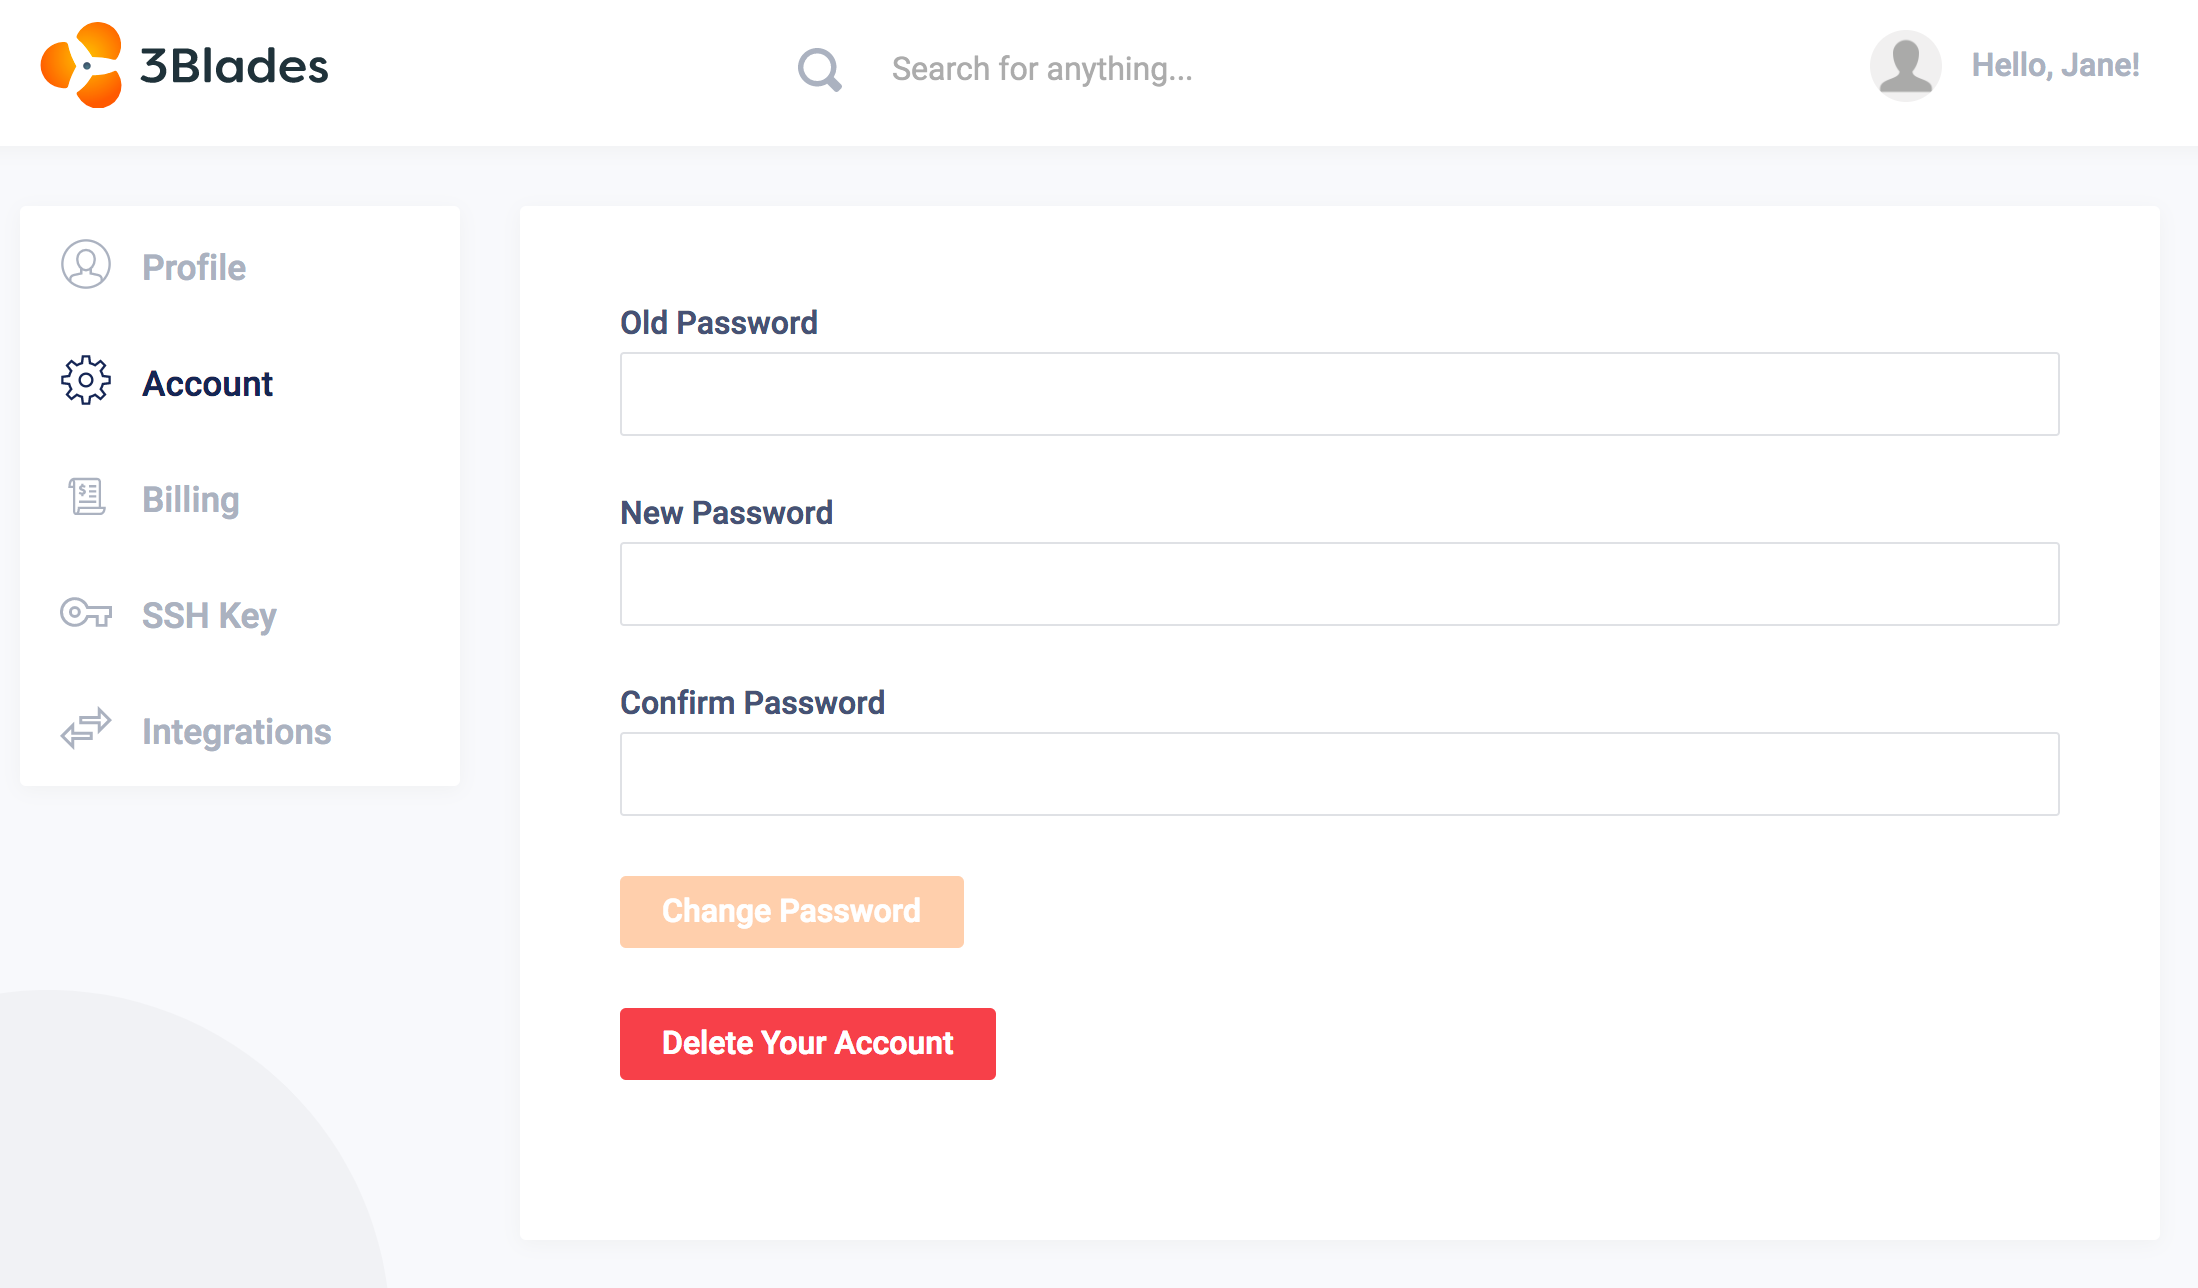 3Blades
Search for anything...
Hello, Jane!
Profile
Account
Billing
SSH Key
Integrations
Old Password
New Password
Confirm Password
Change Password
Delete Your Account